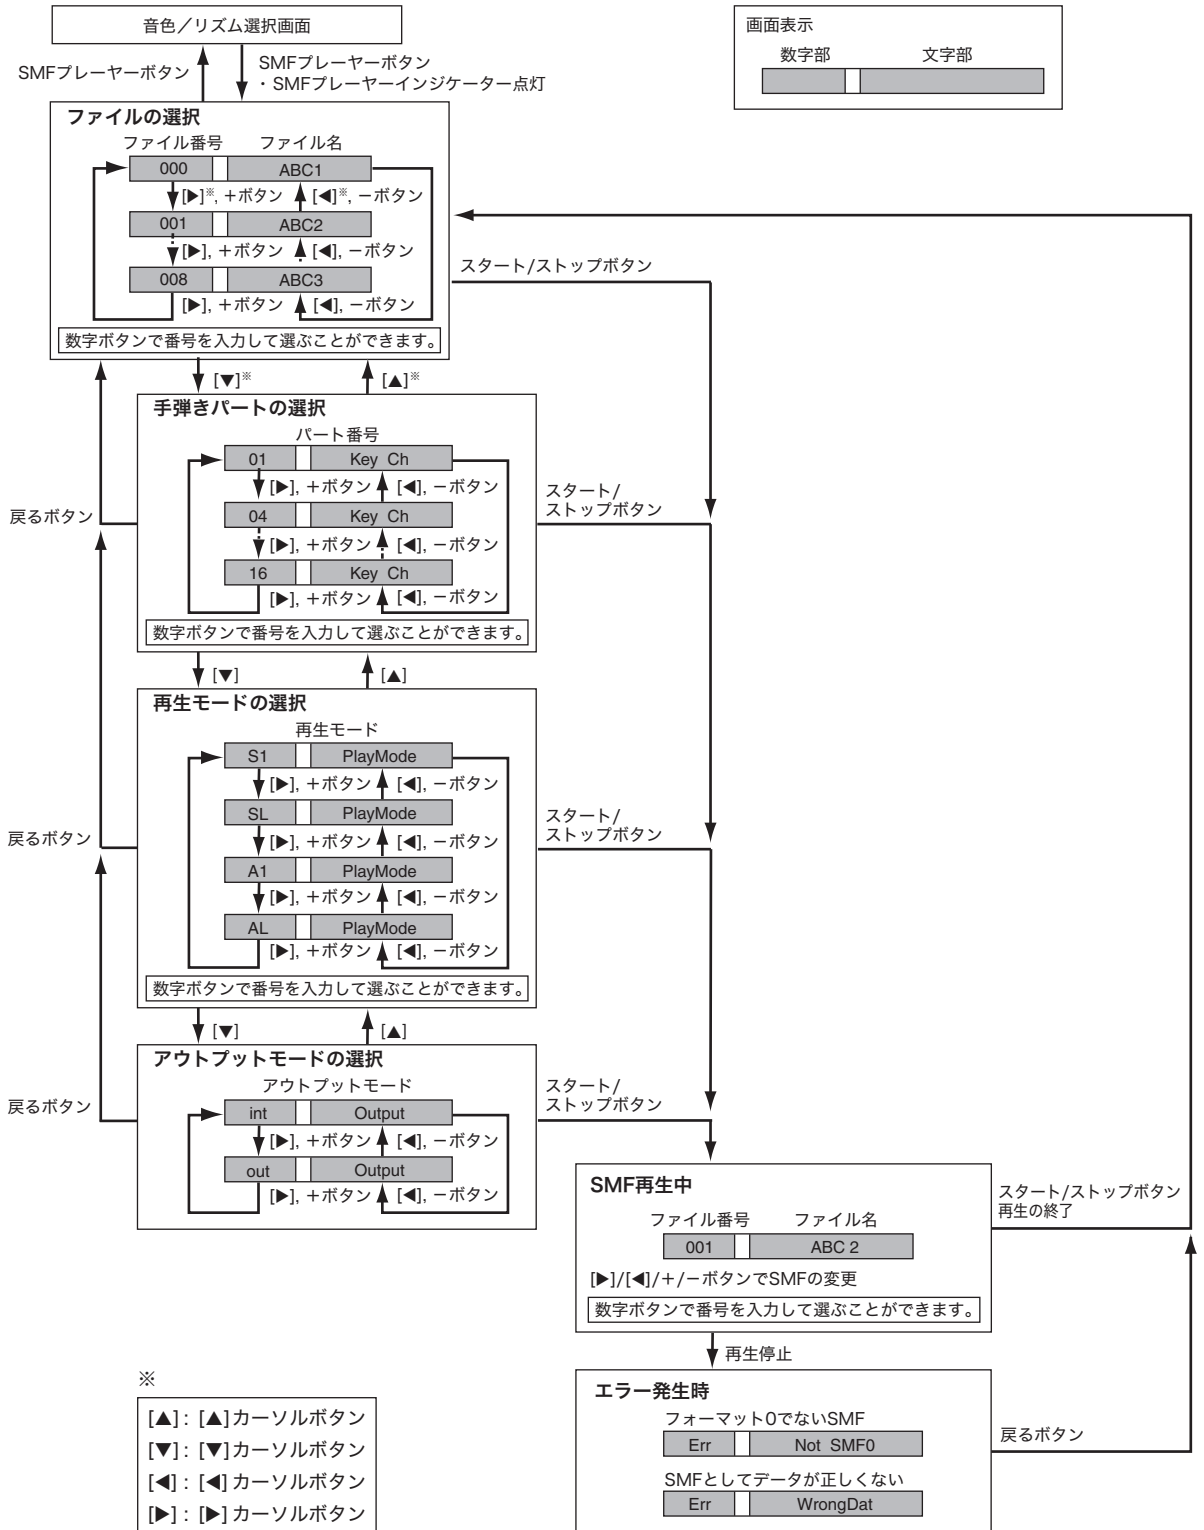 音色／リズム選択画面
SMFプレーヤーボタン
SMFプレーヤーボタン
・SMFプレーヤーインジケーター点灯
画面表示
数字部 文字部
ファイルの選択
ファイル番号 ファイル名
000 ABC1
[▶]※, ＋ボタン [◀]※, −ボタン
001 ABC2
[▶], ＋ボタン [◀], −ボタン
008 ABC3
[▶], ＋ボタン [◀], −ボタン
数字ボタンで番号を入力して選ぶことができます。
スタート/ストップボタン
[▼]※ [▲]※
手弾きパートの選択
パート番号
01 Key Ch
[▶], ＋ボタン [◀], −ボタン
04 Key Ch
[▶], ＋ボタン [◀], −ボタン
16 Key Ch
[▶], ＋ボタン [◀], −ボタン
数字ボタンで番号を入力して選ぶことができます。
戻るボタン
スタート/
ストップボタン
[▼] [▲]
再生モードの選択
再生モード
S1 PlayMode
[▶], ＋ボタン [◀], −ボタン
SL PlayMode
[▶], ＋ボタン [◀], −ボタン
A1 PlayMode
[▶], ＋ボタン [◀], −ボタン
AL PlayMode
[▶], ＋ボタン [◀], −ボタン
数字ボタンで番号を入力して選ぶことができます。
戻るボタン
スタート/
ストップボタン
[▼] [▲]
アウトプットモードの選択
アウトプットモード
int Output
[▶], ＋ボタン [◀], −ボタン
out Output
[▶], ＋ボタン [◀], −ボタン
戻るボタン
スタート/
ストップボタン
SMF再生中
ファイル番号 ファイル名
001 ABC 2
[▶]/[◀]/+/−ボタンでSMFの変更
数字ボタンで番号を入力して選ぶことができます。
スタート/ストップボタン
再生の終了
再生停止
エラー発生時
フォーマット0でないSMF
Err Not SMF0
SMFとしてデータが正しくない
Err WrongDat
戻るボタン
※
[▲] : [▲]カーソルボタン
[▼] : [▼]カーソルボタン
[◀] : [◀]カーソルボタン
[▶] : [▶]カーソルボタン